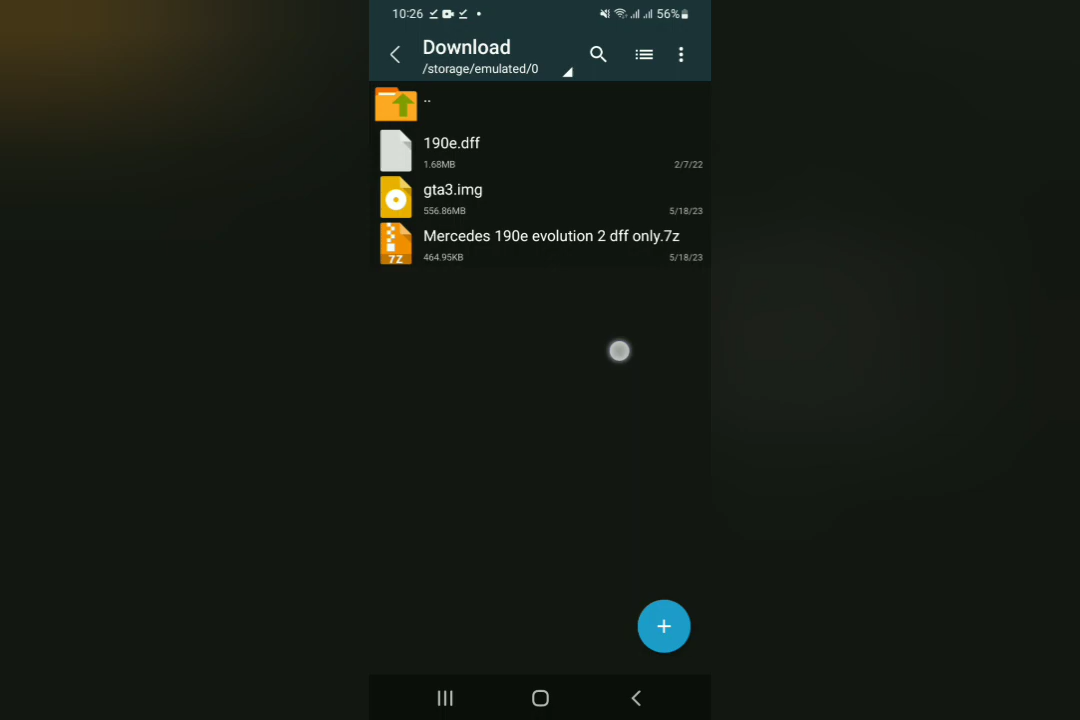 10:26 56%
Download
/storage/emulated/0
..
190e.dff
1.68MB 2/7/22
gta3.img
556.86MB 5/18/23
Mercedes 190e evolution 2 dff only.7z
7Z 464.95KB 5/18/23